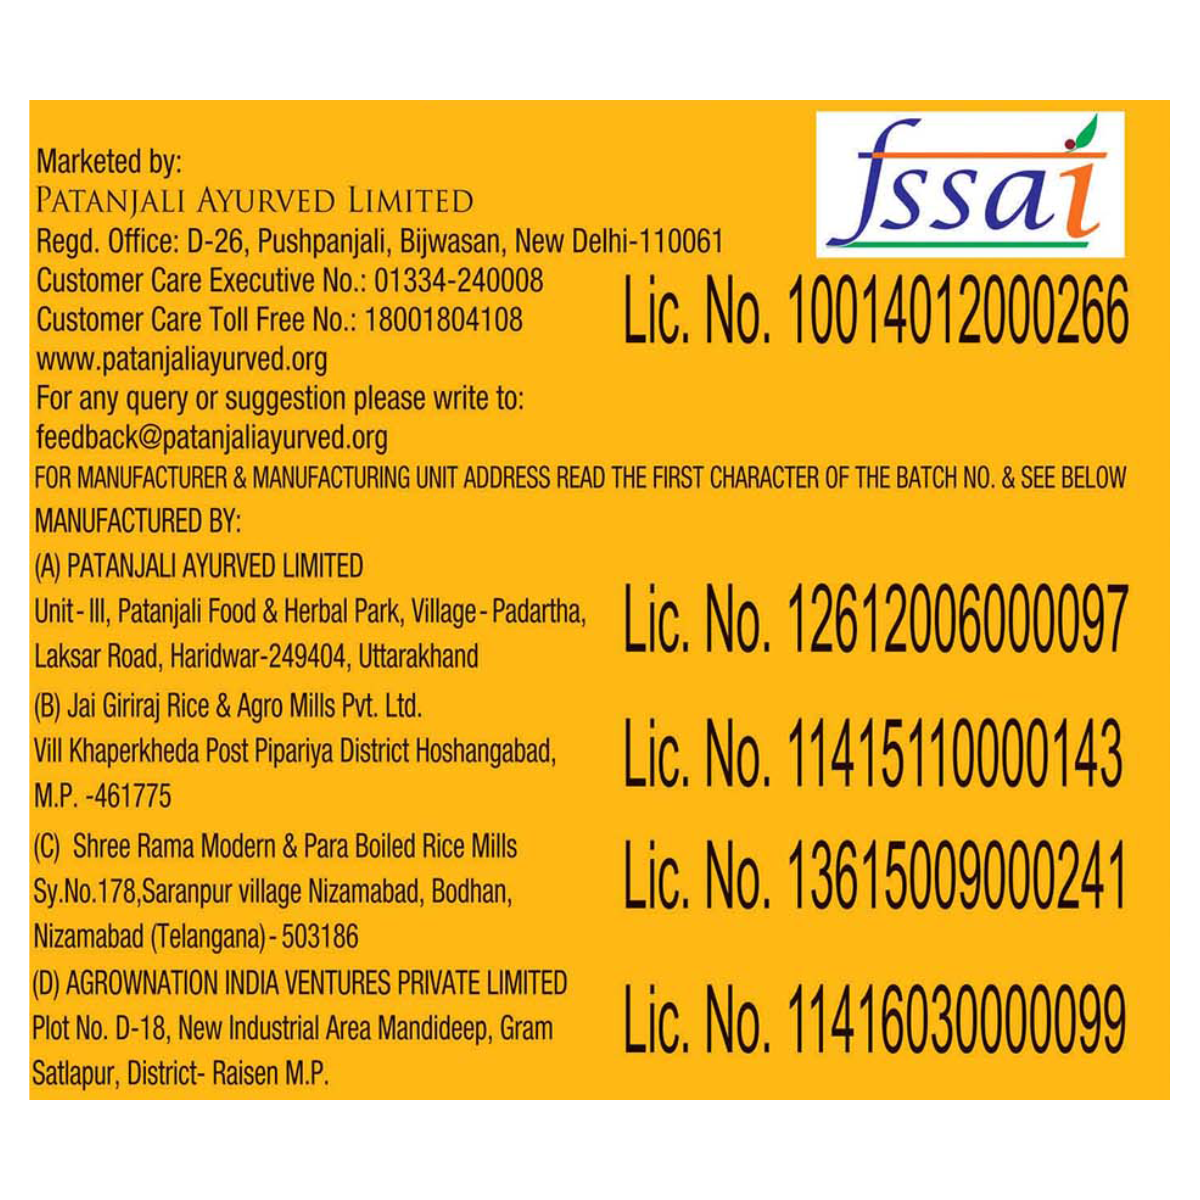 fssai
Marketed by:
PATANJALI AYURVED LIMITED
Regd. Office: D-26, Pushpanjali, Bijwasan, New Delhi-110061
Customer Care Executive No.: 01334-240008
Customer Care Toll Free No.: 18001804108
Lic. No. 10014012000266
www.patanjaliayurved.org
For any query or suggestion please write to:
feedback@patanjaliayurved.org
FOR MANUFACTURER & MANUFACTURING UNIT ADDRESS READ THE FIRST CHARACTER OF THE BATCH NO. & SEE BELOW
MANUFACTURED BY:
(A) PATANJALI AYURVED LIMITED
Unit- III, Patanjali Food & Herbal Park, Village- Padartha,
Laksar Road, Haridwar-249404, Uttarakhand
Lic. No. 12612006000097
(B) Jai Giriraj Rice & Agro Mills Pvt. Ltd.
Vill Khaperkheda Post Pipariya District Hoshangabad,
M.P. -461775
Lic. No. 11415110000143
(C) Shree Rama Modern & Para Boiled Rice Mills
Sy.No.178,Saranpur village Nizamabad, Bodhan,
Nizamabad (Telangana)- 503186
Lic. No. 13615009000241
(D) AGROWNATION INDIA VENTURES PRIVATE LIMITED
Plot No. D-18, New Industrial Area Mandideep, Gram
Satlapur, District- Raisen M.P.
Lic. No. 11416030000099